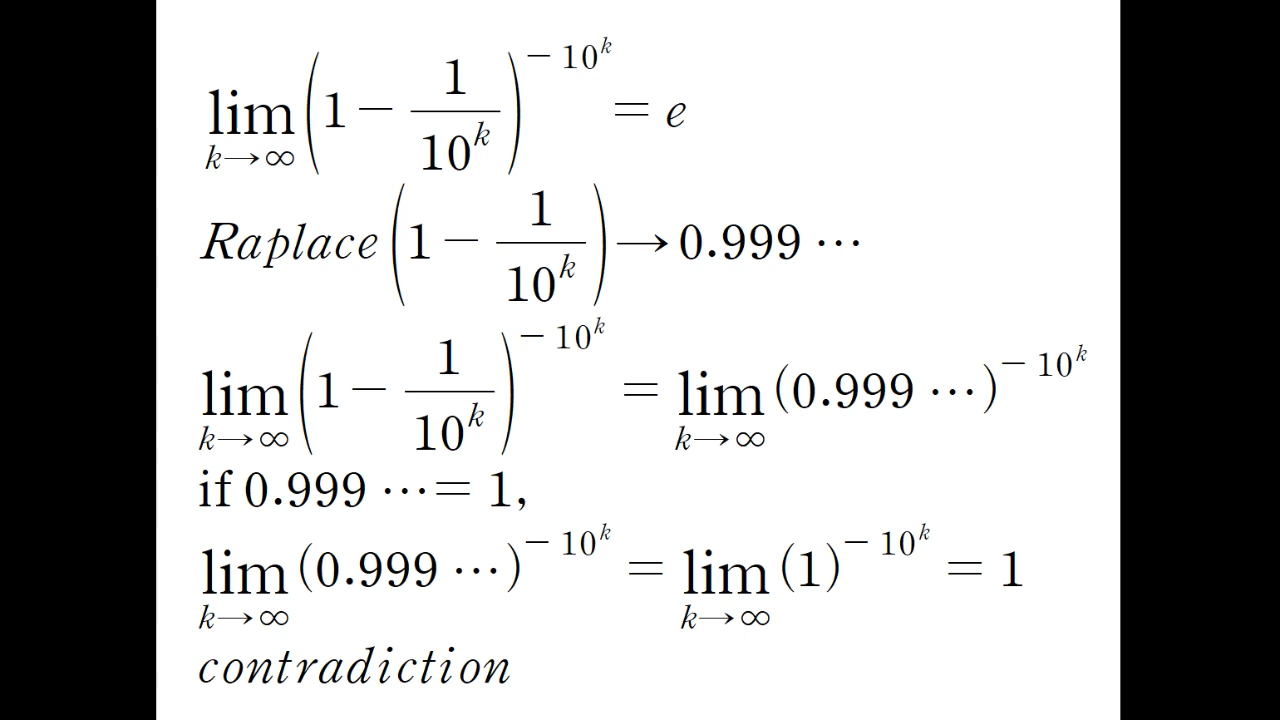 lim_{k→∞} (1 − 1/10^k)^{−10^k} = e
Raplace (1 − 1/10^k) → 0.999 ⋯
lim_{k→∞} (1 − 1/10^k)^{−10^k} = lim_{k→∞} (0.999 ⋯)^{−10^k}
if 0.999 ⋯ = 1,
lim_{k→∞} (0.999 ⋯)^{−10^k} = lim_{k→∞} (1)^{−10^k} = 1
contradiction